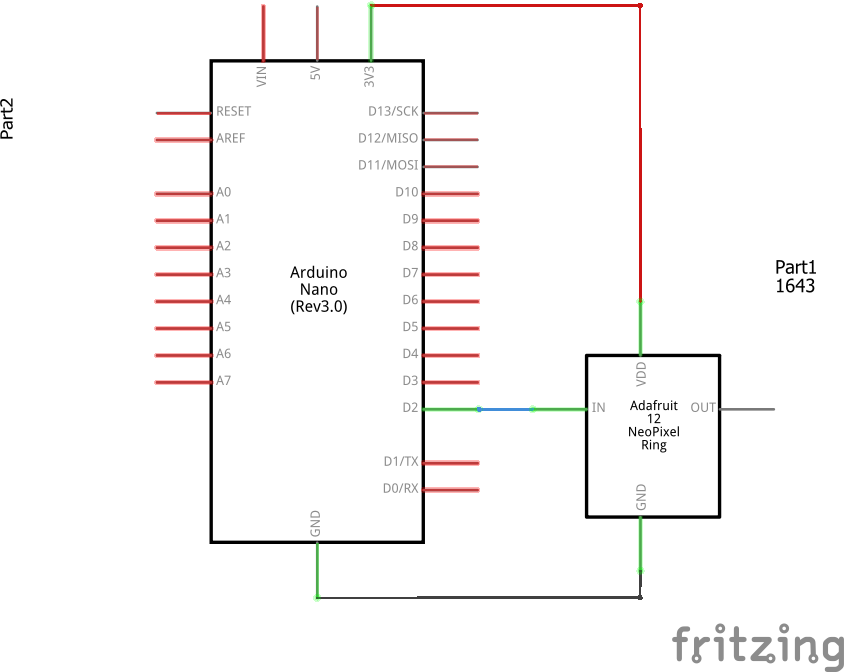 VIN
5V
3V3
Part2
RESET
AREF
A0
A1
A2
A3
A4
A5
A6
A7
Arduino
Nano
(Rev3.0)
D13/SCK
D12/MISO
D11/MOSI
D10
D9
D8
D7
D6
D5
D4
D3
D2
D1/TX
D0/RX
GND
Part1
1643
VDD
IN
Adafruit
12
NeoPixel
Ring
OUT
GND
fritzing